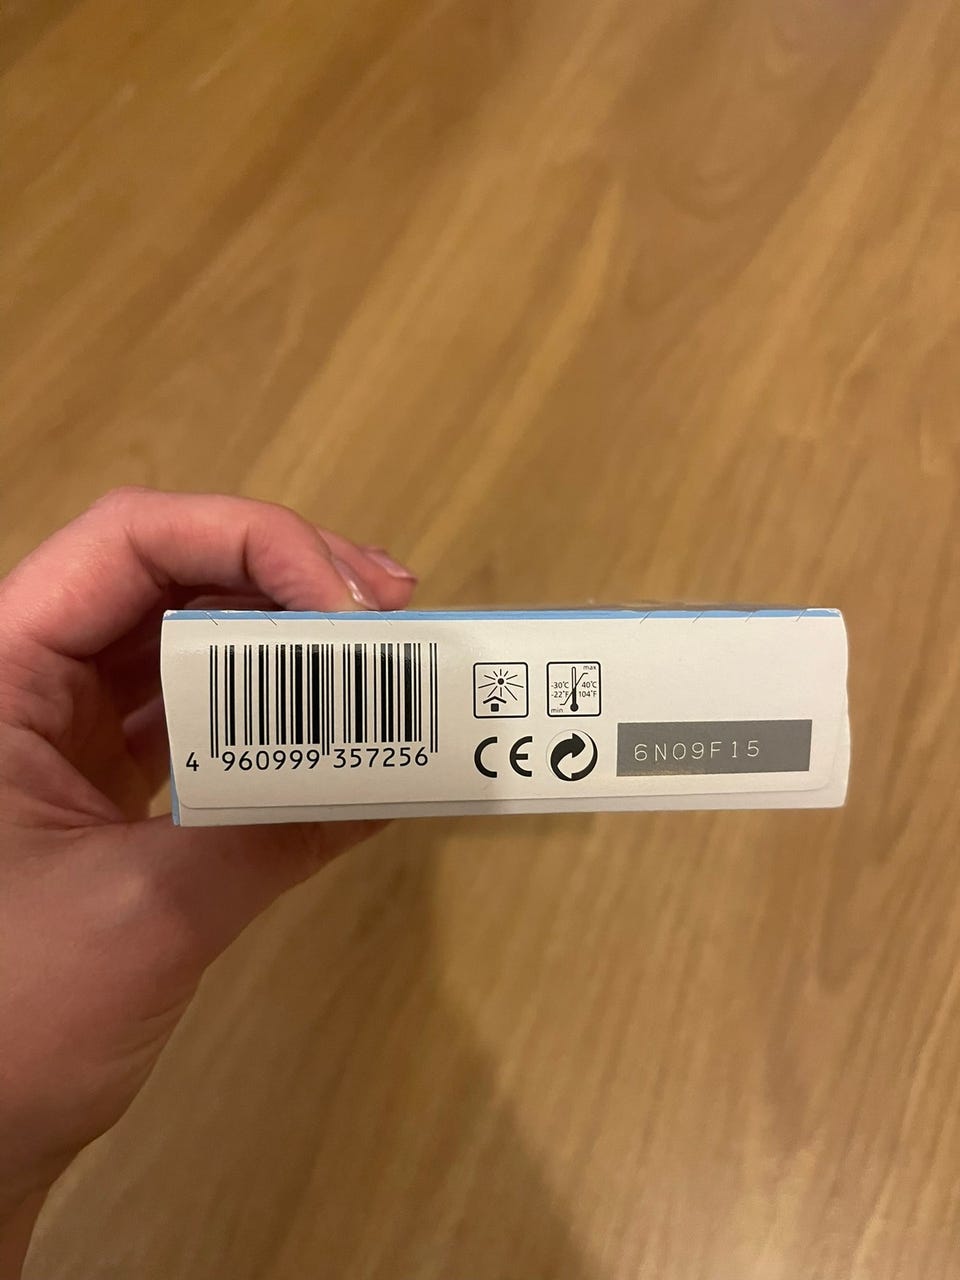 max
-30°C 40°C
-22°F 104°F
min.
CE
6N09F15
4 960999 357256